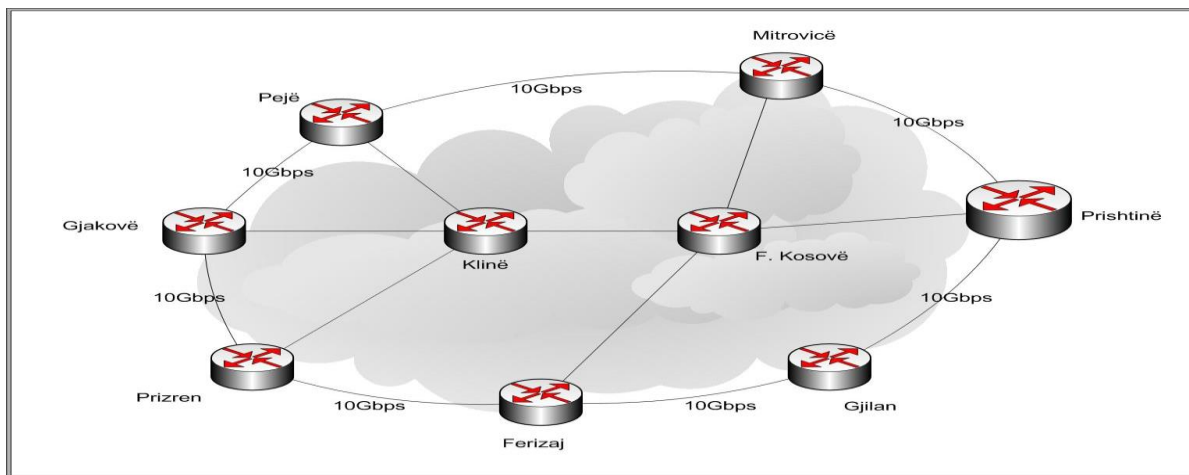 Mitrovicë
10Gbps
Pejë
10Gbps
10Gbps
Gjakovë
Prishtinë
Klinë
F. Kosovë
10Gbps
10Gbps
Prizren
10Gbps
10Gbps
Gjilan
Ferizaj